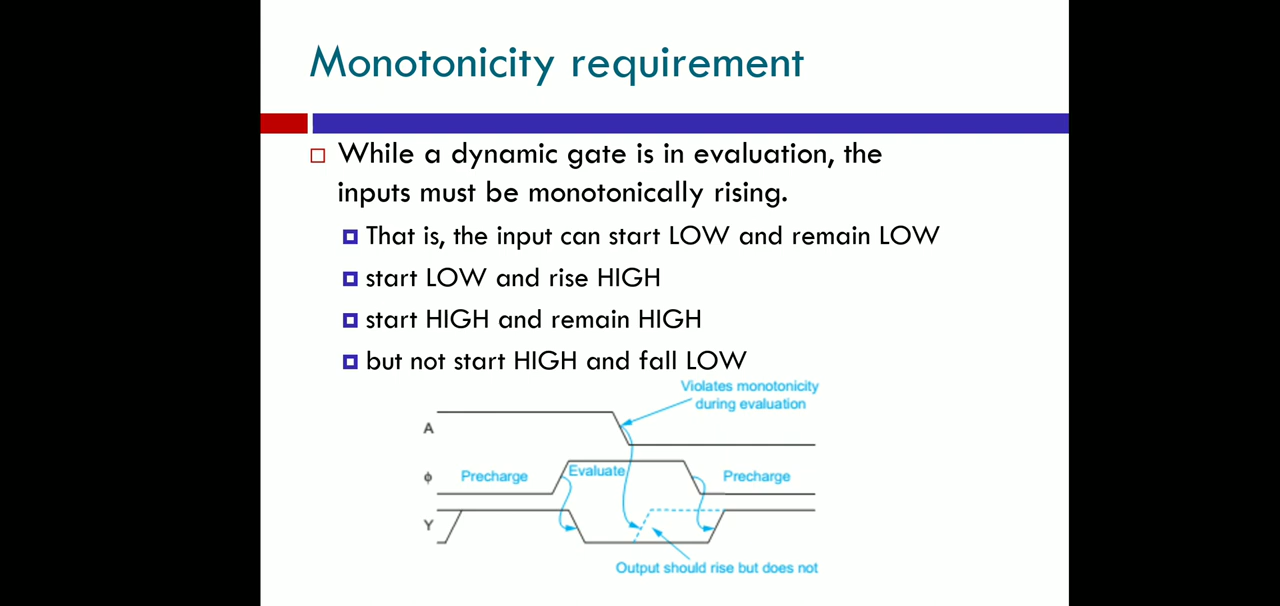 Monotonicity requirement
While a dynamic gate is in evaluation, the
inputs must be monotonically rising.
That is, the input can start LOW and remain LOW
start LOW and rise HIGH
start HIGH and remain HIGH
but not start HIGH and fall LOW
Violates monotonicity
during evaluation
A
ϕ
Precharge
Evaluate
Precharge
Y
Output should rise but does not